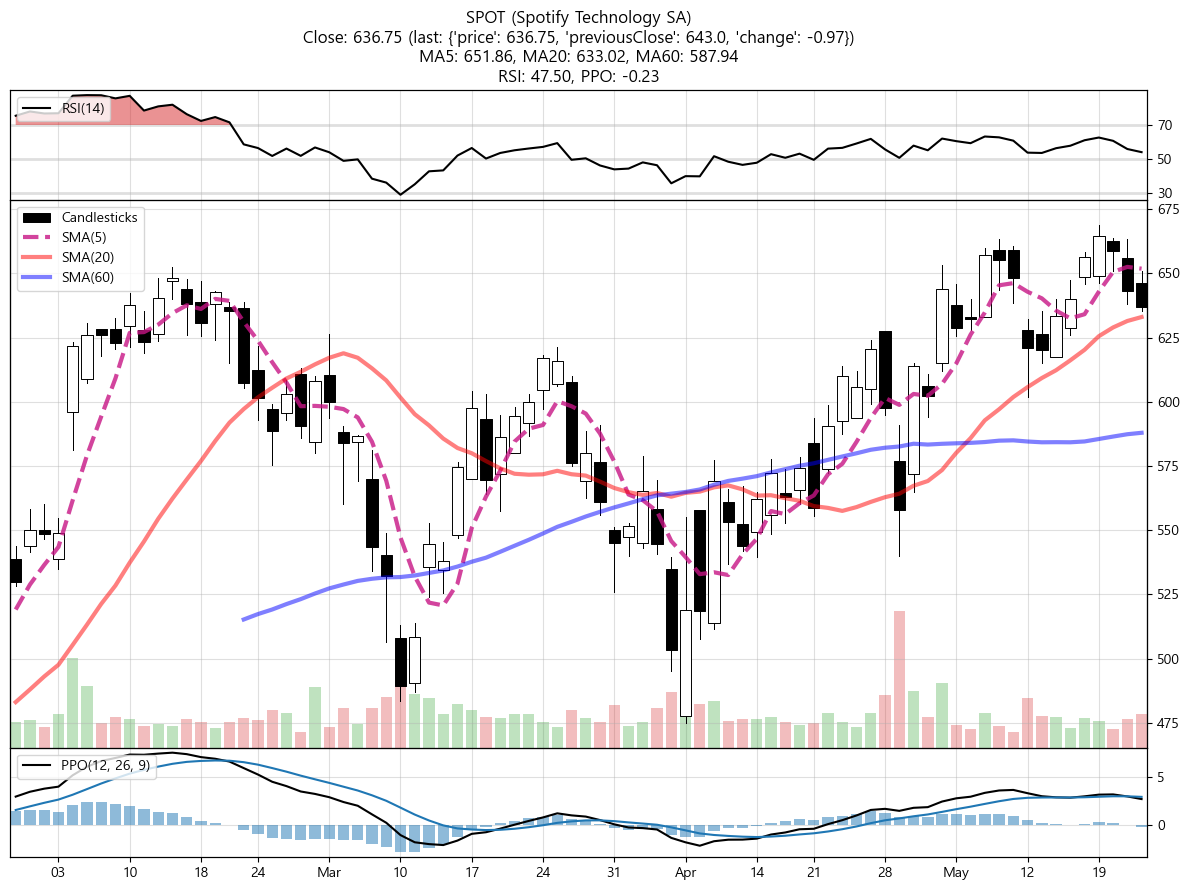 SPOT (Spotify Technology SA)
Close: 636.75 (last: {'price': 636.75, 'previousClose': 643.0, 'change': -0.97})
MA5: 651.86, MA20: 633.02, MA60: 587.94
RSI: 47.50, PPO: -0.23
RSI(14)
70
50
30
Candlesticks
SMA(5)
SMA(20)
SMA(60)
675
650
625
600
575
550
525
500
475
PPO(12, 26, 9)
5
0
03 10 18 24 Mar 10 17 24 Apr 14 21 28 May 12 19